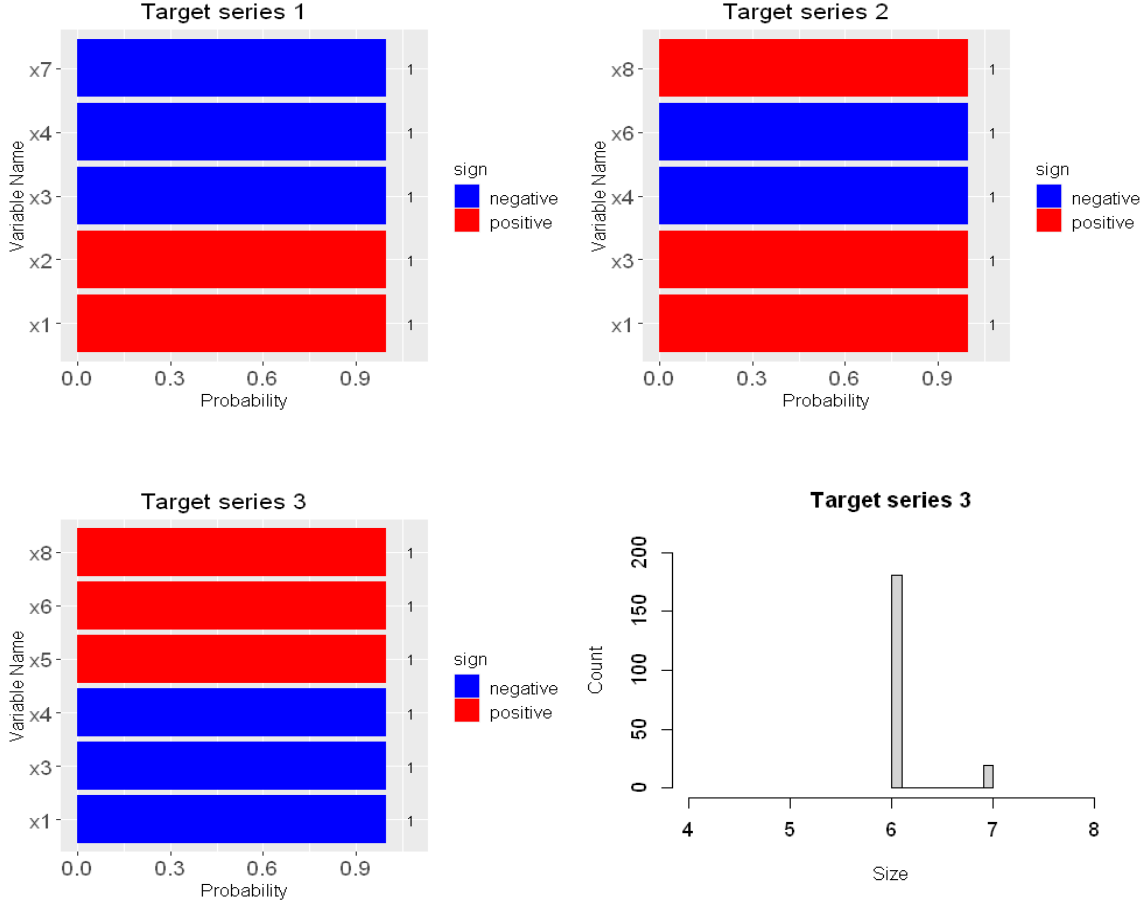 Target series 1
Variable Name
x7
x4
x3
x2
x1
1
1
1
1
1
0.0 0.3 0.6 0.9
Probability
sign
negative
positive
Target series 2
Variable Name
x8
x6
x4
x3
x1
1
1
1
1
1
0.0 0.3 0.6 0.9
Probability
sign
negative
positive
Target series 3
Variable Name
x8
x6
x5
x4
x3
x1
1
1
1
1
1
1
0.0 0.3 0.6 0.9
Probability
sign
negative
positive
Target series 3
Count
200
150
100
50
0
4 5 6 7 8
Size